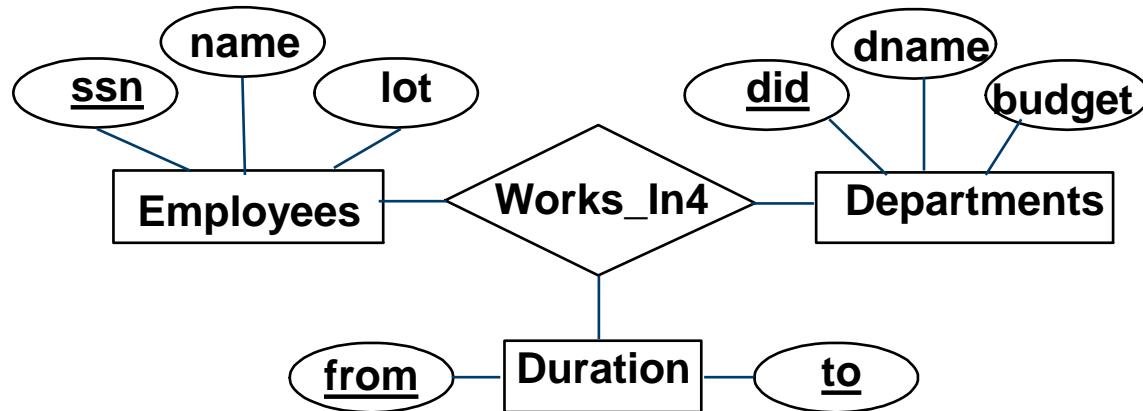 name
ssn
lot
Employees
Works_In4
dname
did
budget
Departments
from
Duration
to